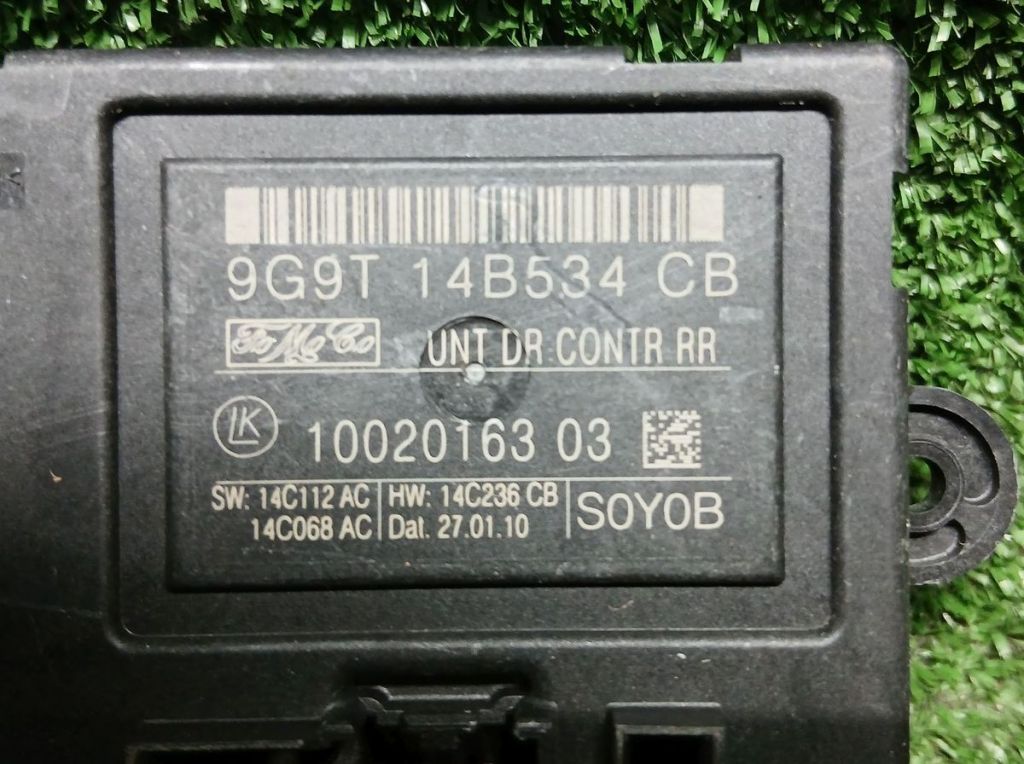 9G9T 14B534 CB
FoMoCo UNT DR CONTR RR
LK 10020163 03
SW: 14C112 AC HW: 14C236 CB S0Y0B
14C068 AC Dat. 27.01.10